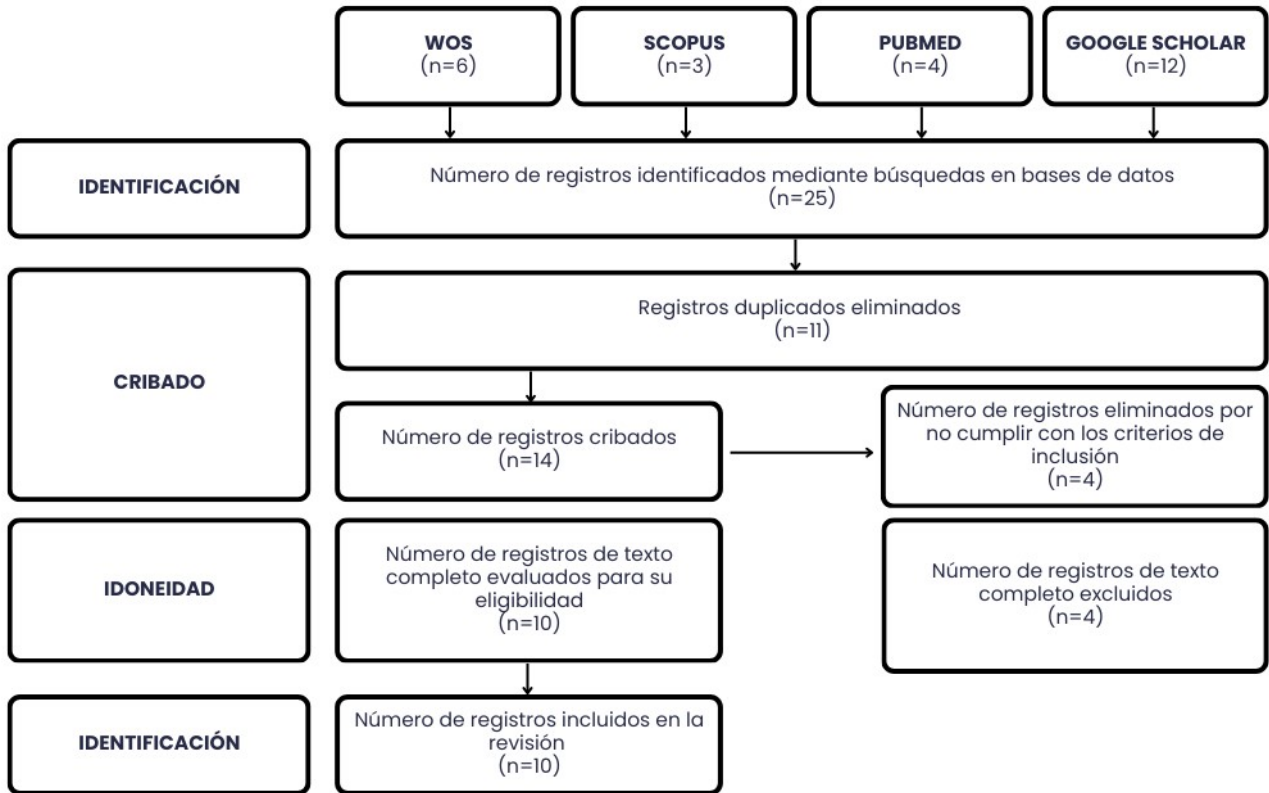 WOS
(n=6)
SCOPUS
(n=3)
PUBMED
(n=4)
GOOGLE SCHOLAR
(n=12)
IDENTIFICACIÓN
Número de registros identificados mediante búsquedas en bases de datos
(n=25)
CRIBADO
Registros duplicados eliminados
(n=11)
Número de registros cribados
(n=14)
Número de registros eliminados por
no cumplir con los criterios de
inclusión
(n=4)
IDONEIDAD
Número de registros de texto
completo evaluados para su
eligibilidad
(n=10)
Número de registros de texto
completo excluidos
(n=4)
IDENTIFICACIÓN
Número de registros incluidos en la
revisión
(n=10)